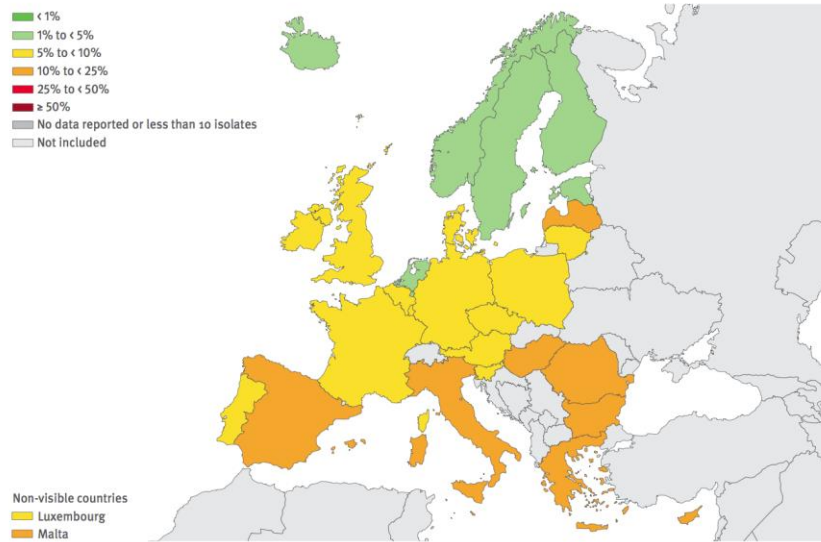 < 1%
1% to < 5%
5% to < 10%
10% to < 25%
25% to < 50%
≥ 50%
No data reported or less than 10 isolates
Not included
Non-visible countries
Luxembourg
Malta